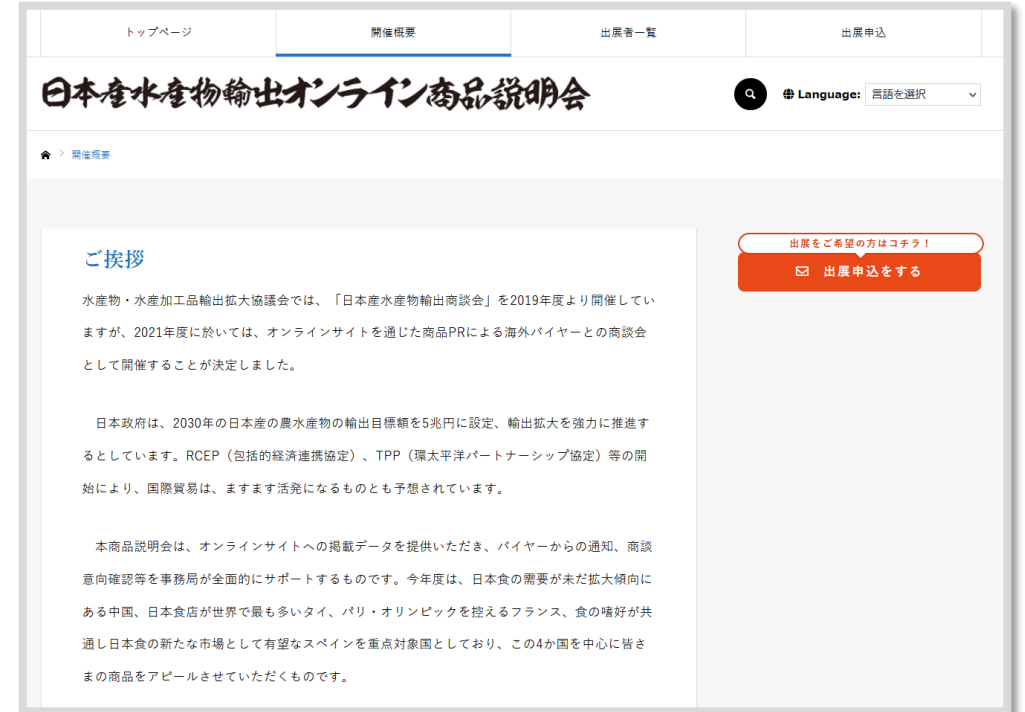 トップページ
開催概要
出展者一覧
出展申込
日本産水産物輸出オンライン商品説明会
Language: 言語を選択
開催概要
ご挨拶
水産物・水産加工品輸出拡大協議会では、「日本産水産物輸出商談会」を2019年度より開催してい
ますが、2021年度に於いては、オンラインサイトを通じた商品PRによる海外バイヤーとの商談会
として開催することが決定しました。
日本政府は、2030年の日本産の農水産物の輸出目標額を5兆円に設定、輸出拡大を強力に推進す
るとしています。RCEP（包括的経済連携協定）、TPP（環太平洋パートナーシップ協定）等の開
始により、国際貿易は、ますます活発になるものとも予想されています。
本商品説明会は、オンラインサイトへの掲載データを提供いただき、バイヤーからの通知、商談
意向確認等を事務局が全面的にサポートするものです。今年度は、日本食の需要が未だ拡大傾向に
ある中国、日本食店が世界で最も多いタイ、パリ・オリンピックを控えるフランス、食の嗜好が共
通し日本食の新たな市場として有望なスペインを重点対象国としており、この4か国を中心に皆さ
まの商品をアピールさせていただくものです。
出展をご希望の方はコチラ！
出展申込をする